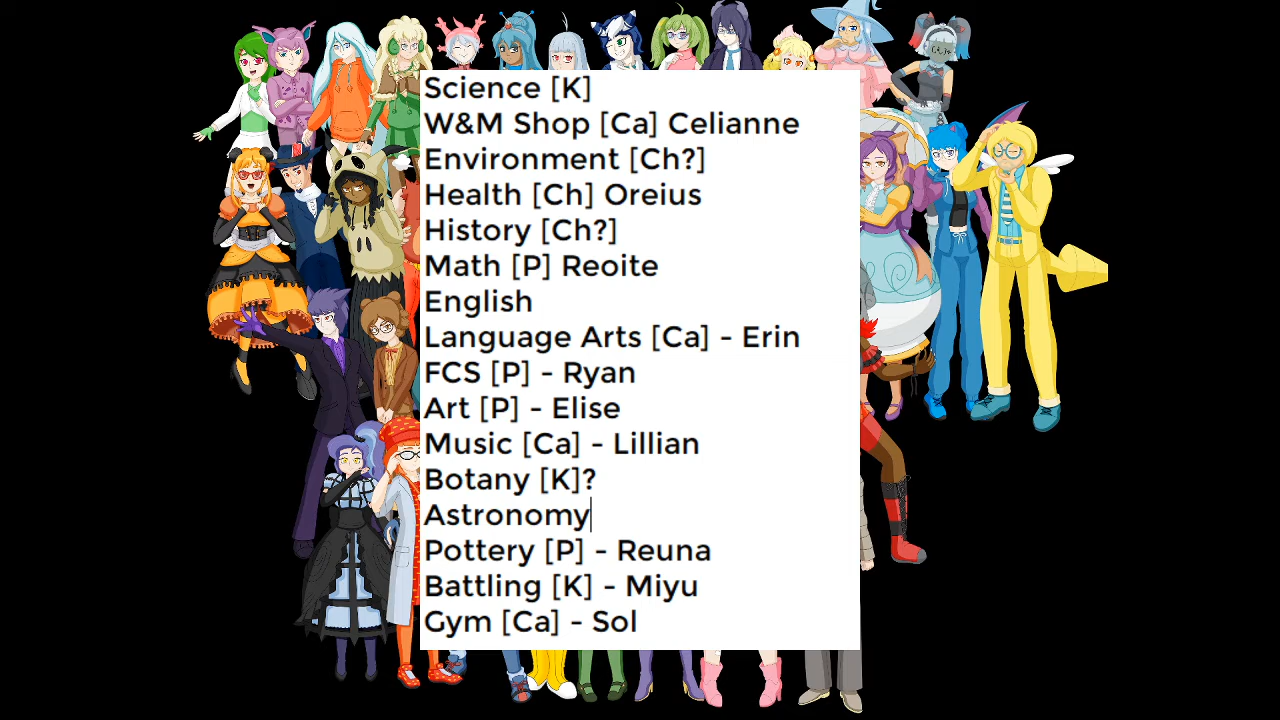 Science [K]
W&M Shop [Ca] Celianne
Environment [Ch?]
Health [Ch] Oreius
History [Ch?]
Math [P] Reoite
English
Language Arts [Ca] - Erin
FCS [P] - Ryan
Art [P] - Elise
Music [Ca] - Lillian
Botany [K]?
Astronomy
Pottery [P] - Reuna
Battling [K] - Miyu
Gym [Ca] - Sol